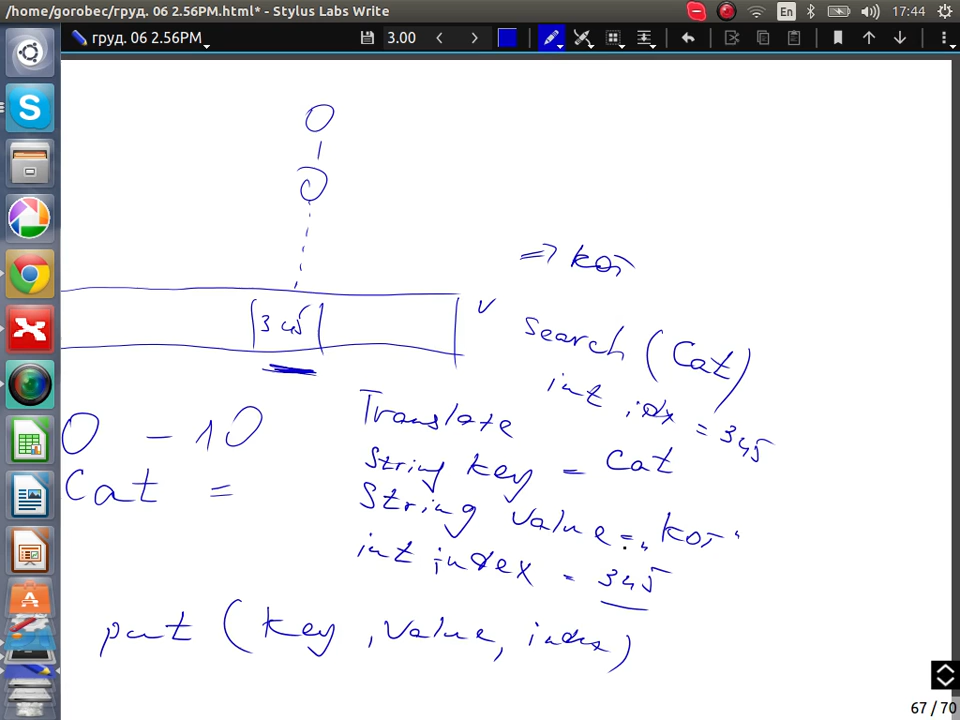 /home/gorobec/груд. 06 2.56PM.html* - Stylus Labs Write
En
17:44
груд. 06 2.56PM
3.00
O
O
345
⇒ кот
search (Cat)
int idx = 345
0 - 10
Cat =
Translate
String key = Cat
String value = „кот“
int index = 345
put (key, value, index)
67 / 70